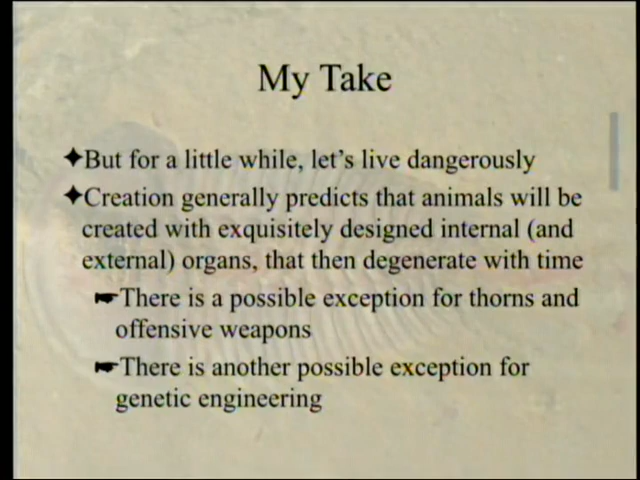 My Take
But for a little while, let's live dangerously
Creation generally predicts that animals will be
created with exquisitely designed internal (and
external) organs, that then degenerate with time
There is a possible exception for thorns and
offensive weapons
There is another possible exception for
genetic engineering